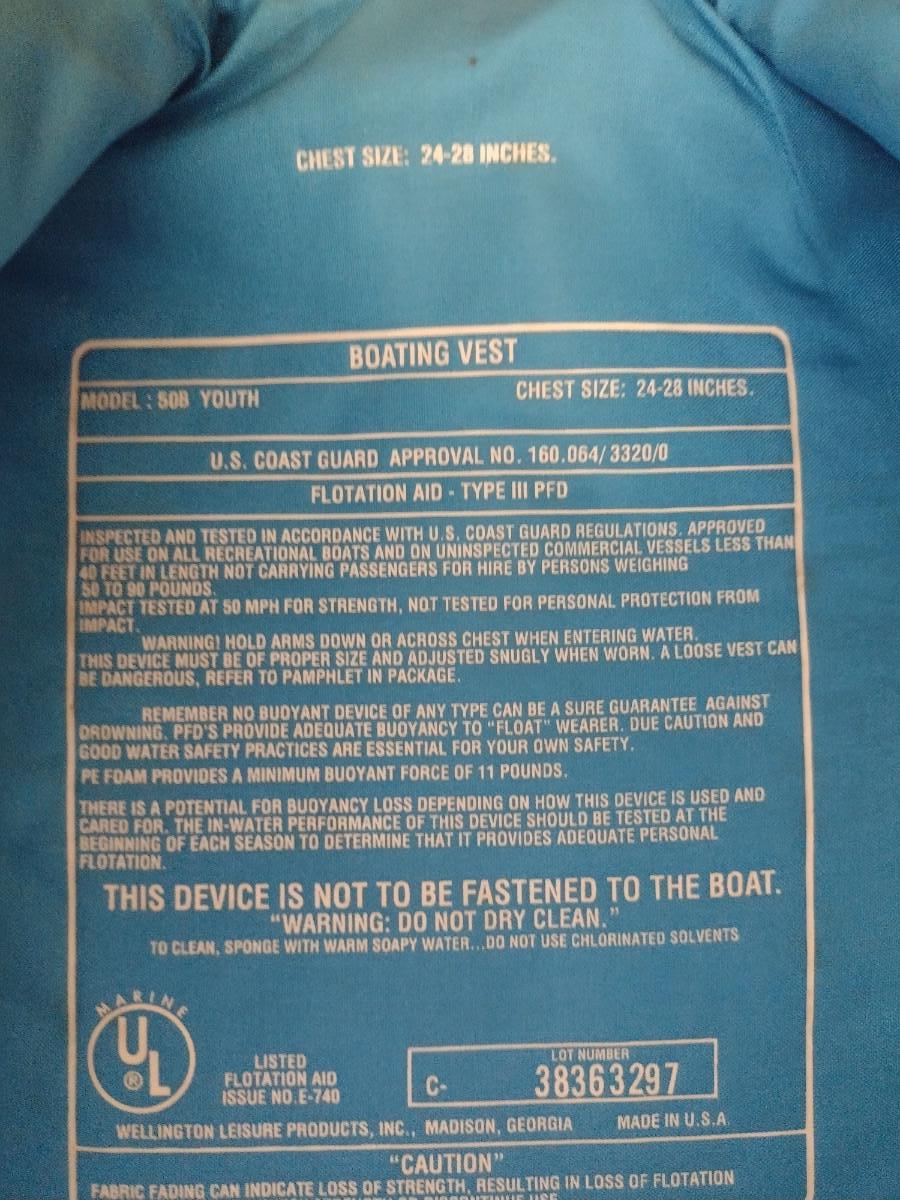 CHEST SIZE: 24-28 INCHES.
BOATING VEST
MODEL: 50B YOUTH
CHEST SIZE: 24-28 INCHES.
U.S. COAST GUARD APPROVAL NO. 160.064/3320/0
FLOTATION AID - TYPE III PFD
INSPECTED AND TESTED IN ACCORDANCE WITH U.S. COAST GUARD REGULATIONS. APPROVED
FOR USE ON ALL RECREATIONAL BOATS AND ON UNINSPECTED COMMERCIAL VESSELS LESS THAN
40 FEET IN LENGTH NOT CARRYING PASSENGERS FOR HIRE BY PERSONS WEIGHING
50 TO 90 POUNDS.
IMPACT TESTED AT 50 MPH FOR STRENGTH, NOT TESTED FOR PERSONAL PROTECTION FROM
IMPACT.
WARNING! HOLD ARMS DOWN OR ACROSS CHEST WHEN ENTERING WATER.
THIS DEVICE MUST BE OF PROPER SIZE AND ADJUSTED SNUGLY WHEN WORN. A LOOSE VEST CAN
BE DANGEROUS, REFER TO PAMPHLET IN PACKAGE.
REMEMBER NO BUOYANT DEVICE OF ANY TYPE CAN BE A SURE GUARANTEE AGAINST
DROWNING. PFD'S PROVIDE ADEQUATE BUOYANCY TO "FLOAT" WEARER. DUE CAUTION AND
GOOD WATER SAFETY PRACTICES ARE ESSENTIAL FOR YOUR OWN SAFETY.
PE FOAM PROVIDES A MINIMUM BUOYANT FORCE OF 11 POUNDS.
THERE IS A POTENTIAL FOR BUOYANCY LOSS DEPENDING ON HOW THIS DEVICE IS USED AND
CARED FOR. THE IN-WATER PERFORMANCE OF THIS DEVICE SHOULD BE TESTED AT THE
BEGINNING OF EACH SEASON TO DETERMINE THAT IT PROVIDES ADEQUATE PERSONAL
FLOTATION.
THIS DEVICE IS NOT TO BE FASTENED TO THE BOAT.
"WARNING: DO NOT DRY CLEAN."
TO CLEAN, SPONGE WITH WARM SOAPY WATER...DO NOT USE CHLORINATED SOLVENTS
MARINE
UL ®
LISTED
FLOTATION AID
ISSUE NO.E-740
LOT NUMBER
C- 38363297
WELLINGTON LEISURE PRODUCTS, INC., MADISON, GEORGIA MADE IN U.S.A.
"CAUTION"
FABRIC FADING CAN INDICATE LOSS OF STRENGTH, RESULTING IN LOSS OF FLOTATION